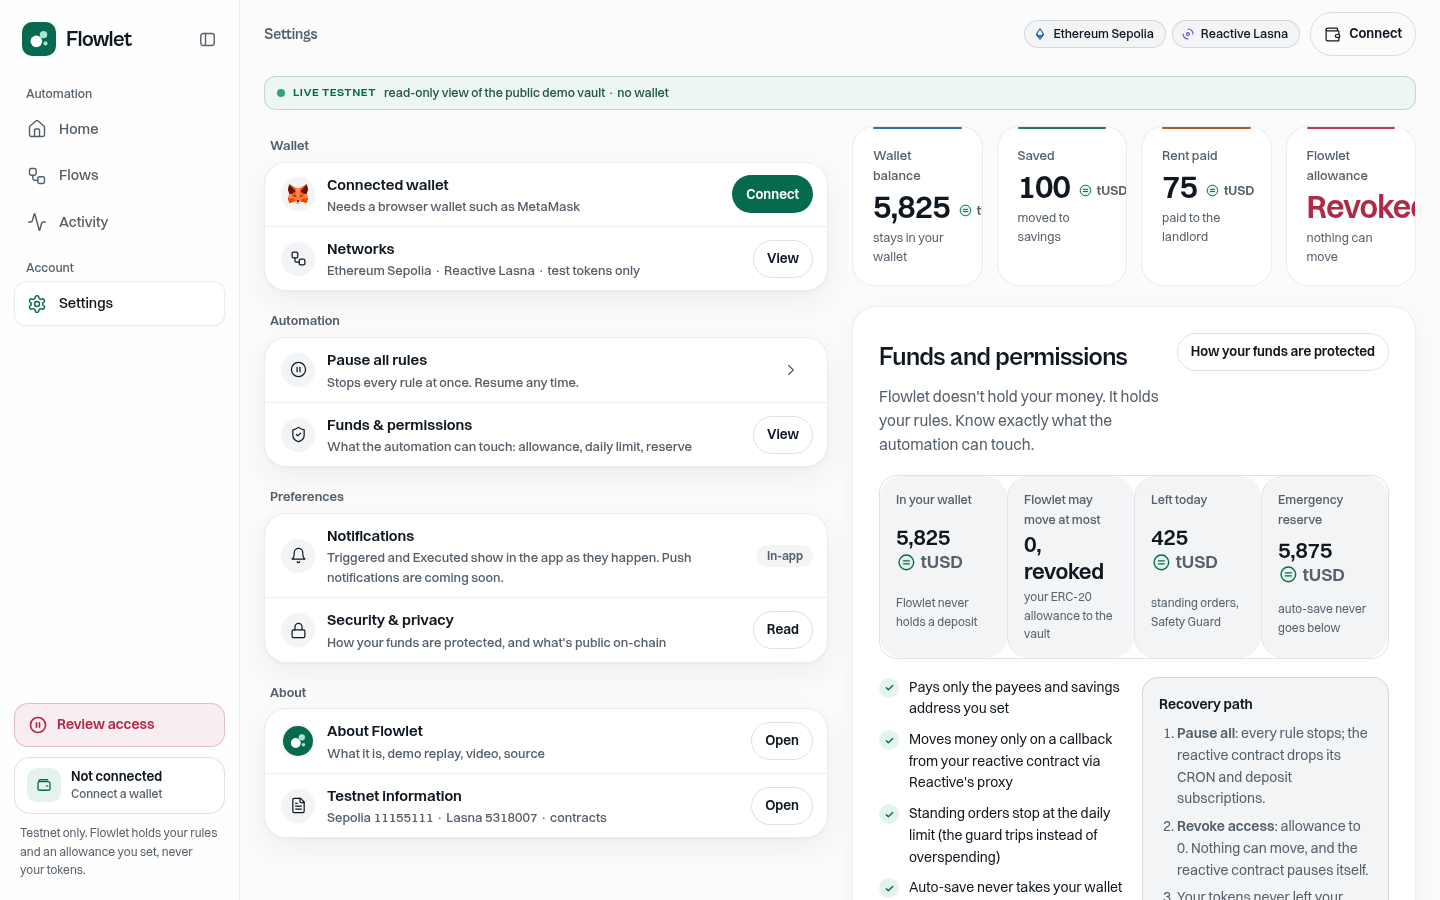 Flowlet
Automation
Home
Flows
Activity
Account
Settings
Review access
Not connected
Connect a wallet
Testnet only. Flowlet holds your rules
and an allowance you set, never
your tokens.
Settings
Ethereum Sepolia
Reactive Lasna
Connect
LIVE TESTNET read-only view of the public demo vault · no wallet
Wallet
Connected wallet
Needs a browser wallet such as MetaMask
Connect
Networks
Ethereum Sepolia · Reactive Lasna · test tokens only
View
Automation
Pause all rules
Stops every rule at once. Resume any time.
Funds & permissions
What the automation can touch: allowance, daily limit, reserve
View
Preferences
Notifications
Triggered and Executed show in the app as they happen. Push
notifications are coming soon.
In-app
Security & privacy
How your funds are protected, and what's public on-chain
Read
About
About Flowlet
What it is, demo replay, video, source
Open
Testnet information
Sepolia 11155111 · Lasna 5318007 · contracts
Open
Wallet
balance
5,825 t
stays in your
wallet
Saved
100 tUSD
moved to
savings
Rent paid
75 tUSD
paid to the
landlord
Flowlet
allowance
Revoked
nothing can
move
Funds and permissions
How your funds are protected
Flowlet doesn't hold your money. It holds
your rules. Know exactly what the
automation can touch.
In your wallet
5,825
tUSD
Flowlet never
holds a deposit
Flowlet may
move at most
0,
revoked
your ERC-20
allowance to the
vault
Left today
425
tUSD
standing orders,
Safety Guard
Emergency
reserve
5,875
tUSD
auto-save never
goes below
Pays only the payees and savings
address you set
Moves money only on a callback
from your reactive contract via
Reactive's proxy
Standing orders stop at the daily
limit (the guard trips instead of
overspending)
Auto-save never takes your wallet
Recovery path
1. Pause all: every rule stops; the
reactive contract drops its
CRON and deposit
subscriptions.
2. Revoke access: allowance to
0. Nothing can move, and the
reactive contract pauses itself.
3. Your tokens never left your